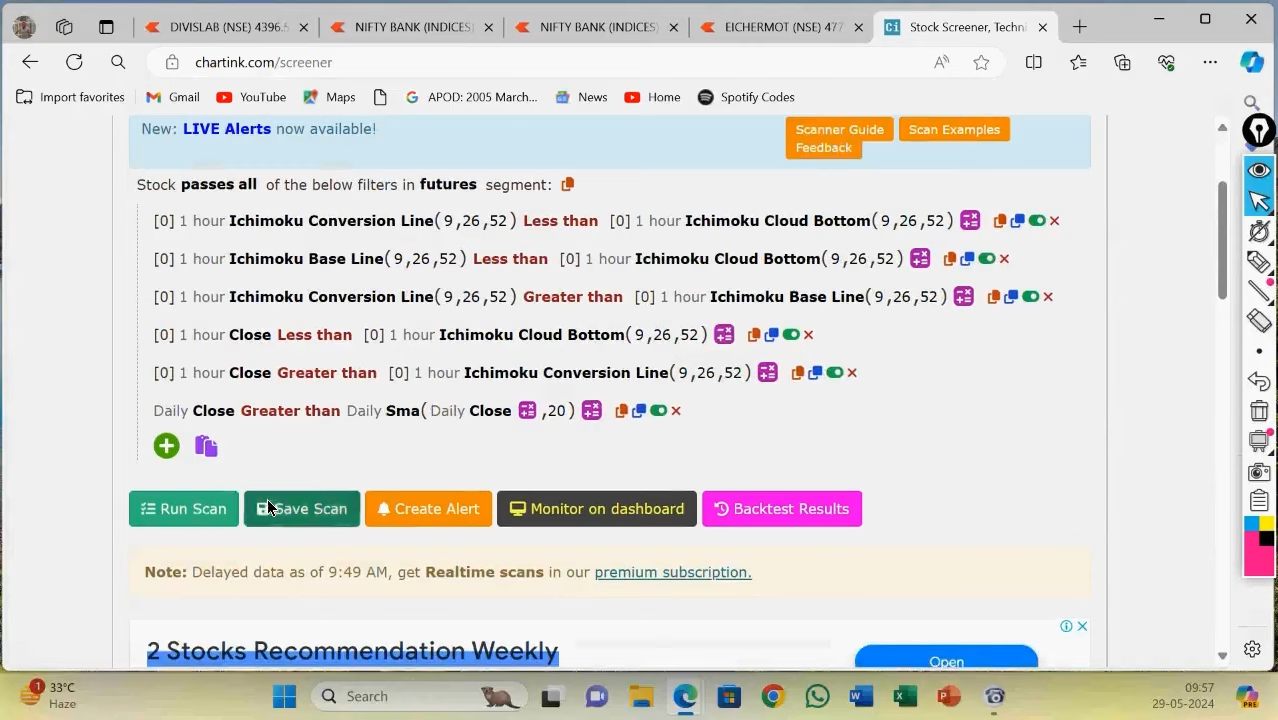 DIVISLAB (NSE) 4396.5
NIFTY BANK (INDICES)
NIFTY BANK (INDICES)
EICHERMOT (NSE) 477
Ci Stock Screener, Techni
chartink.com/screener
Import favorites
Gmail
YouTube
Maps
APOD: 2005 March...
News
Home
Spotify Codes
New: LIVE Alerts now available!
Scanner Guide
Scan Examples
Feedback
Stock passes all of the below filters in futures segment:
[0] 1 hour Ichimoku Conversion Line(9,26,52) Less than [0] 1 hour Ichimoku Cloud Bottom(9,26,52)
[0] 1 hour Ichimoku Base Line(9,26,52) Less than [0] 1 hour Ichimoku Cloud Bottom(9,26,52)
[0] 1 hour Ichimoku Conversion Line(9,26,52) Greater than [0] 1 hour Ichimoku Base Line(9,26,52)
[0] 1 hour Close Less than [0] 1 hour Ichimoku Cloud Bottom(9,26,52)
[0] 1 hour Close Greater than [0] 1 hour Ichimoku Conversion Line(9,26,52)
Daily Close Greater than Daily Sma(Daily Close ,20)
Run Scan
Save Scan
Create Alert
Monitor on dashboard
Backtest Results
Note: Delayed data as of 9:49 AM, get Realtime scans in our premium subscription.
2 Stocks Recommendation Weekly
Open
1
33°C
Haze
Search
09:57
29-05-2024
PRE